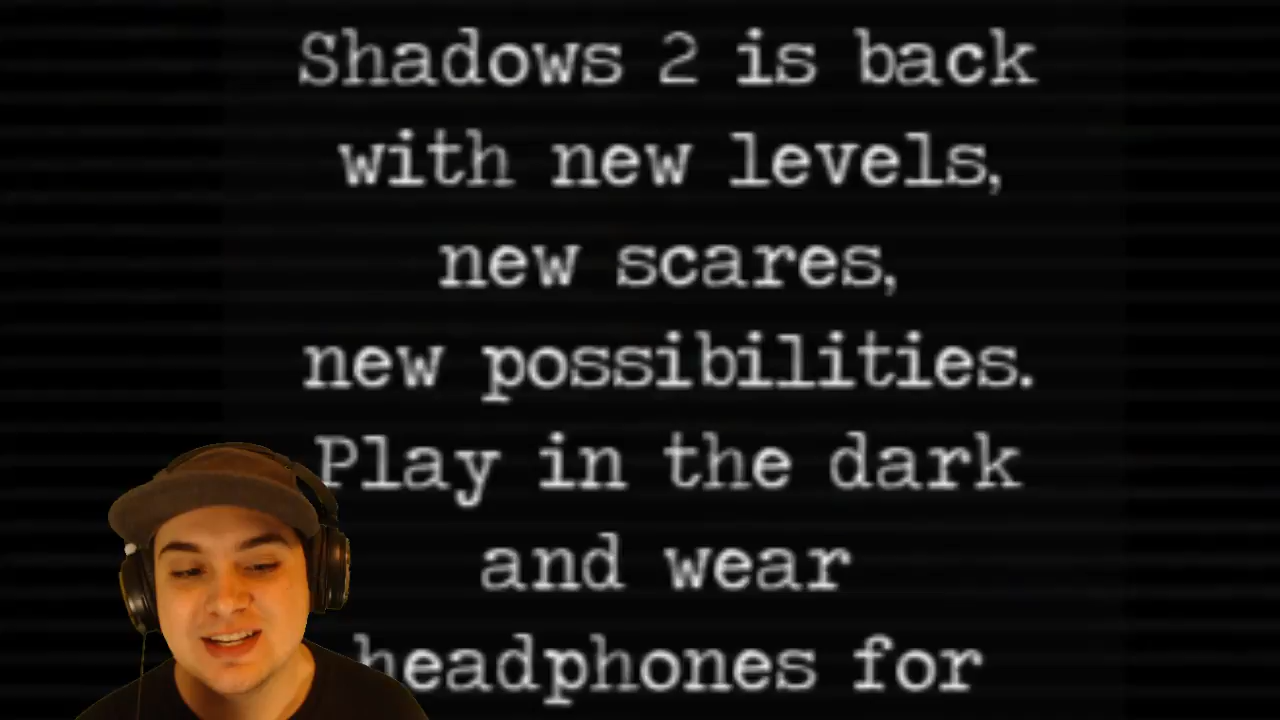 Shadows 2 is back
with new levels,
new scares,
new possibilities.
Play in the dark
and wear
headphones for